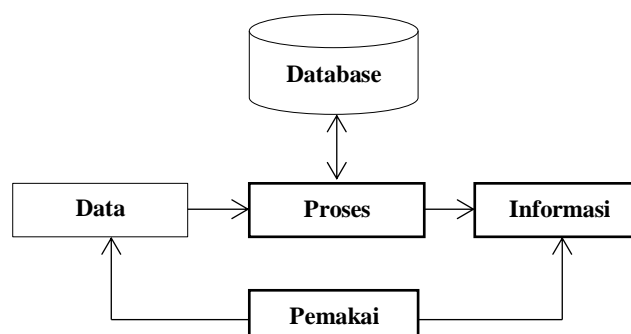 Database
Data
Proses
Informasi
Pemakai